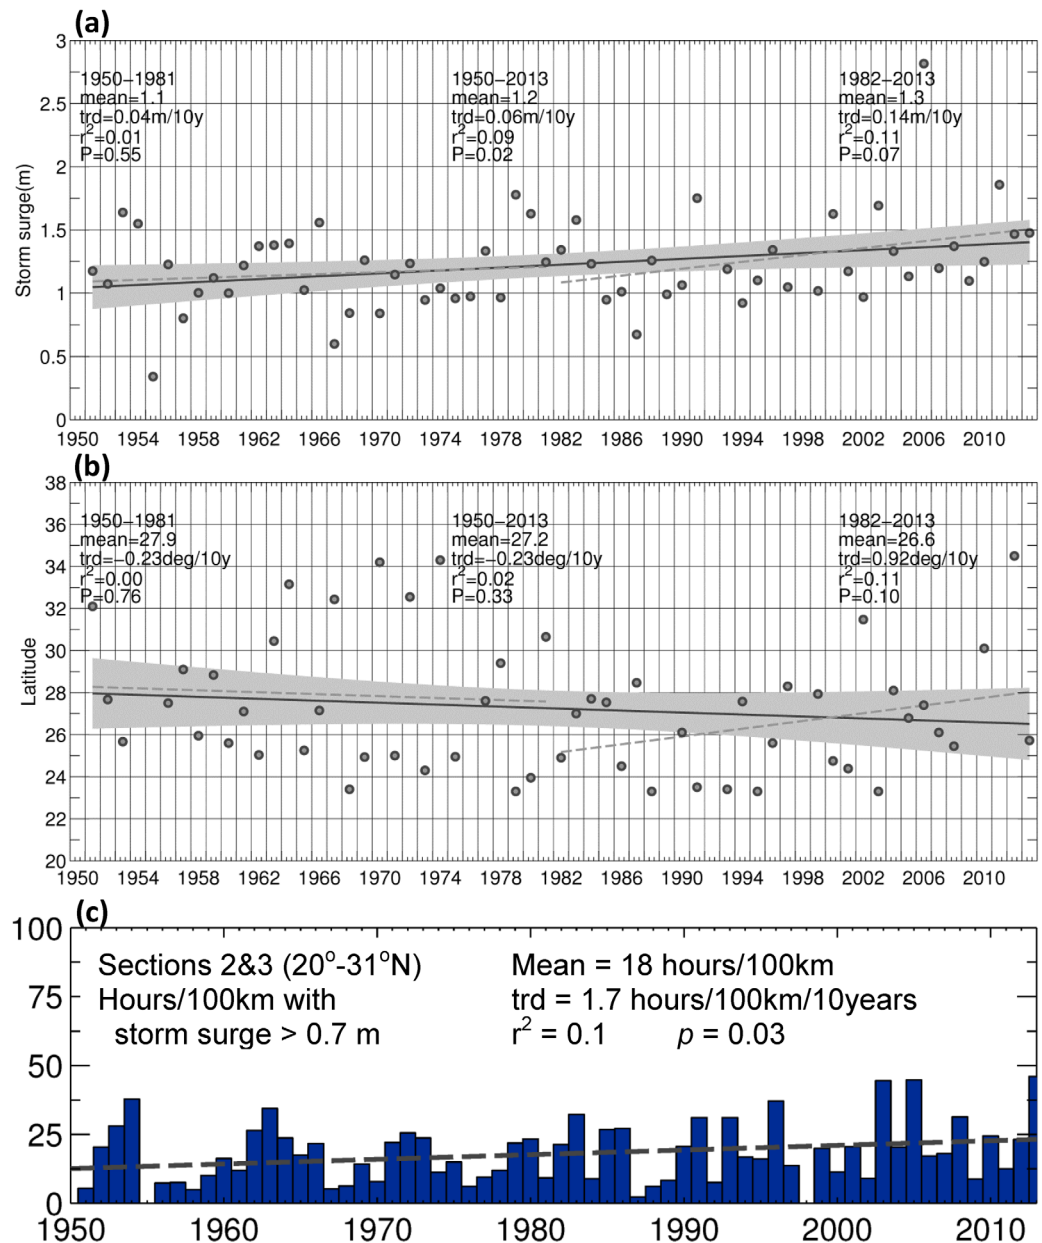 (a)
Storm surge(m)
3
2.5
2
1.5
1
0.5
0
1950−1981
mean=1.1
trd=0.04m/10y
r²=0.01
P=0.55
1950−2013
mean=1.2
trd=0.06m/10y
r²=0.09
P=0.02
1982−2013
mean=1.3
trd=0.14m/10y
r²=0.11
P=0.07
1950 1954 1958 1962 1966 1970 1974 1978 1982 1986 1990 1994 1998 2002 2006 2010
(b)
Latitude
38
36
34
32
30
28
26
24
22
20
1950−1981
mean=27.9
trd=−0.23deg/10y
r²=0.00
P=0.76
1950−2013
mean=27.2
trd=−0.23deg/10y
r²=0.02
P=0.33
1982−2013
mean=26.6
trd=0.92deg/10y
r²=0.11
P=0.10
1950 1954 1958 1962 1966 1970 1974 1978 1982 1986 1990 1994 1998 2002 2006 2010
(c)
100
75
50
25
0
Sections 2&3 (20°-31°N)
Hours/100km with
storm surge > 0.7 m
Mean = 18 hours/100km
trd = 1.7 hours/100km/10years
r² = 0.1 p = 0.03
1950 1960 1970 1980 1990 2000 2010